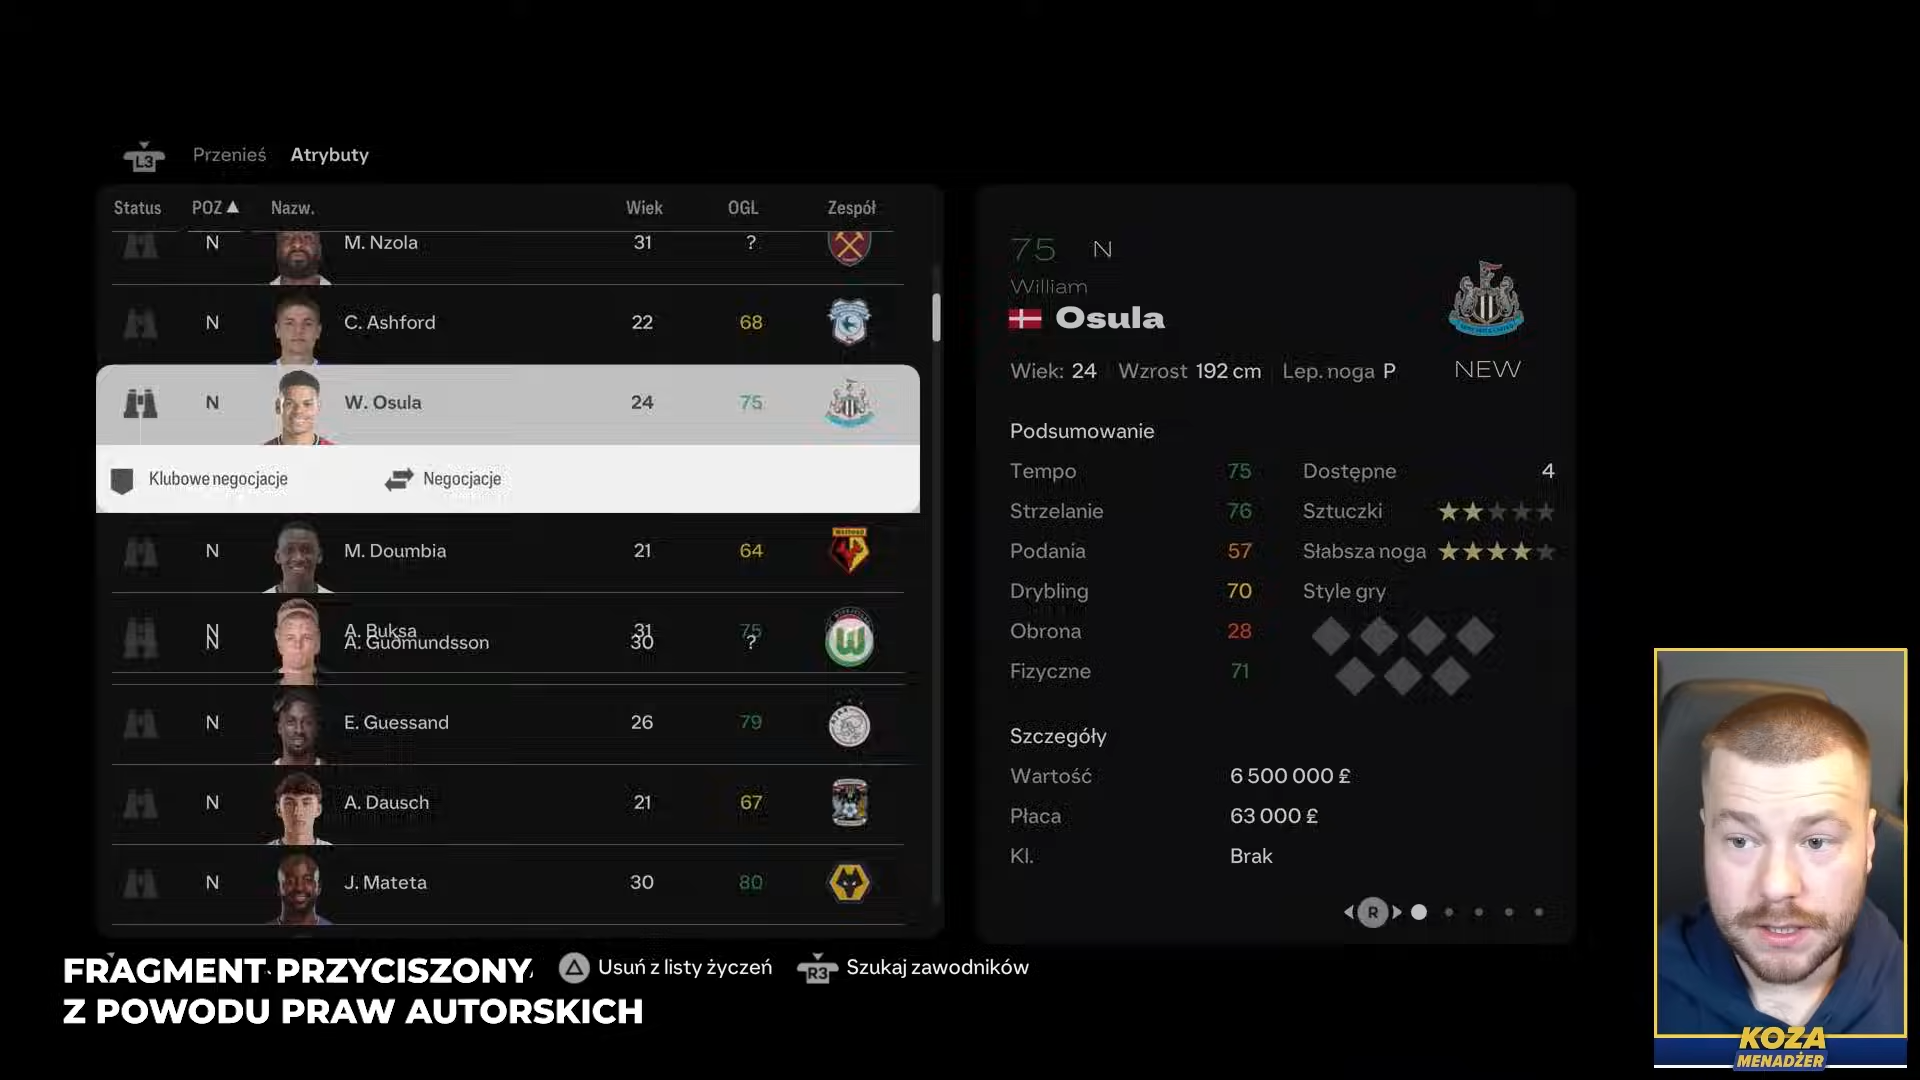 L3 Przenieś Atrybuty
Status POZ ▲ Nazw. Wiek OGL Zespół
N M. Nzola 31 ?
N C. Ashford 22 68
N W. Osula 24 75
Klubowe negocjacje Negocjacje
N M. Doumbia 21 64
N A. Buksa 31 75
N A. Guðmundsson 30 ?
N E. Guessand 26 79
N A. Dausch 21 67
N J. Mateta 30 80
75 N
William
Osula
NEW
Wiek: 24 Wzrost 192 cm Lep. noga P
Podsumowanie
Tempo 75 Dostępne 4
Strzelanie 76 Sztuczki
Podania 57 Słabsza noga
Drybling 70 Style gry
Obrona 28
Fizyczne 71
Szczegóły
Wartość 6 500 000 £
Płaca 63 000 £
Kl. Brak
R
FRAGMENT PRZYCISZONY
Z POWODU PRAW AUTORSKICH
Usuń z listy życzeń R3 Szukaj zawodników
KOZA
MENADŻER